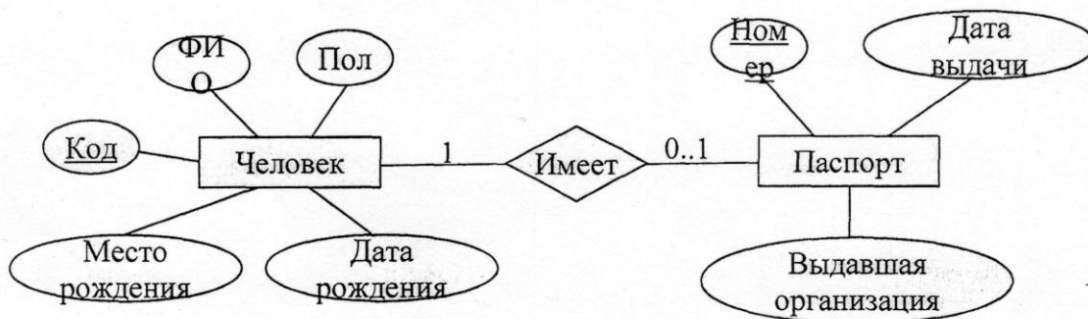 ФИ
О
Пол
Ном
ер
Дата
выдачи
Код
Человек
1
Имеет
0..1
Паспорт
Место
рождения
Дата
рождения
Выдавшая
организация